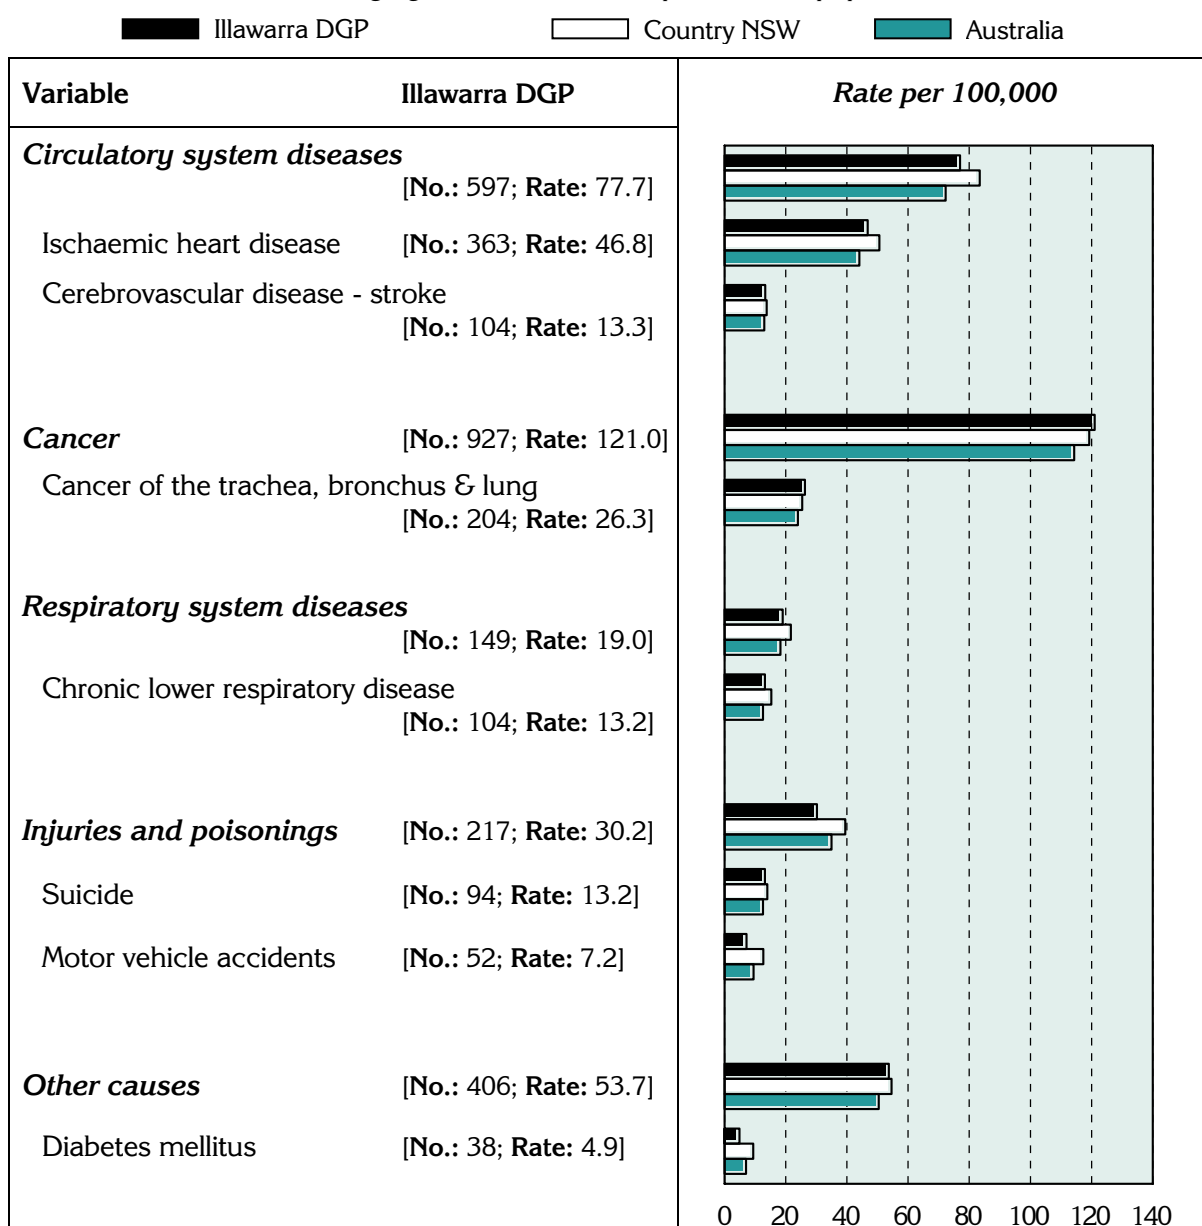 Illawarra DGP Country NSW Australia
Variable Illawarra DGP Rate per 100,000
Circulatory system diseases
[No.: 597; Rate: 77.7]
Ischaemic heart disease [No.: 363; Rate: 46.8]
Cerebrovascular disease - stroke
[No.: 104; Rate: 13.3]
Cancer [No.: 927; Rate: 121.0]
Cancer of the trachea, bronchus & lung
[No.: 204; Rate: 26.3]
Respiratory system diseases
[No.: 149; Rate: 19.0]
Chronic lower respiratory disease
[No.: 104; Rate: 13.2]
Injuries and poisonings [No.: 217; Rate: 30.2]
Suicide [No.: 94; Rate: 13.2]
Motor vehicle accidents [No.: 52; Rate: 7.2]
Other causes [No.: 406; Rate: 53.7]
Diabetes mellitus [No.: 38; Rate: 4.9]
0 20 40 60 80 100 120 140